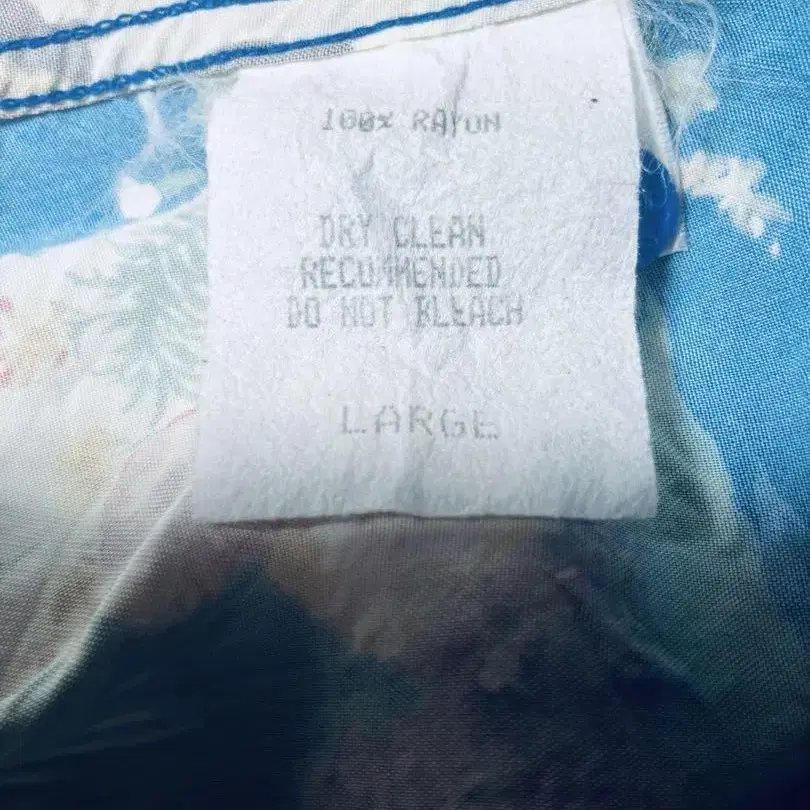 100% RAYON
DRY CLEAN
RECOMMENDED
DO NOT BLEACH
LARGE